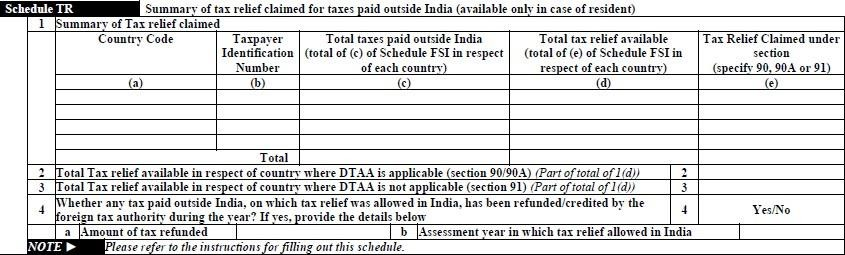 Schedule TR Summary of tax relief claimed for taxes paid outside India (available only in case of resident)
1 Summary of Tax relief claimed
Country Code Taxpayer Total taxes paid outside India Total tax relief available Tax Relief Claimed under
Identification (total of (c) of Schedule FSI in respect (total of (e) of Schedule FSI in section
Number of each country) respect of each country) (specify 90, 90A or 91)
(a) (b) (c) (d) (e)
Total
2 Total Tax relief available in respect of country where DTAA is applicable (section 90/90A) (Part of total of 1(d)) 2
3 Total Tax relief available in respect of country where DTAA is not applicable (section 91) (Part of total of 1(d)) 3
4 Whether any tax paid outside India, on which tax relief was allowed in India, has been refunded/credited by the 4 Yes/No
foreign tax authority during the year? If yes, provide the details below
a Amount of tax refunded b Assessment year in which tax relief allowed in India
NOTE ► Please refer to the instructions for filling out this schedule.